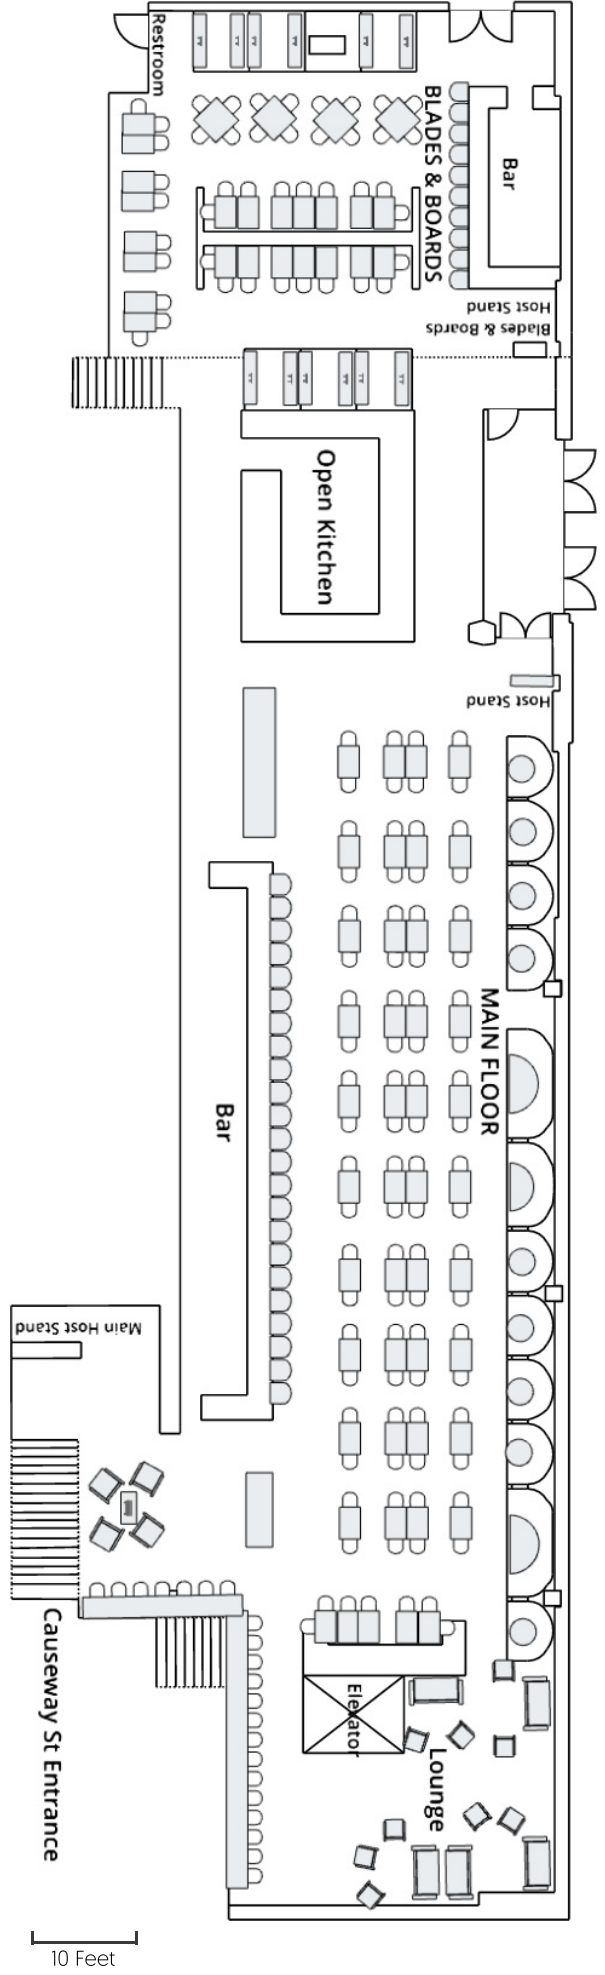 Restroom
BLADES & BOARDS
Bar
Blades & Boards
Host Stand
Open Kitchen
Host Stand
MAIN FLOOR
Bar
Main Host Stand
Causeway St Entrance
Elevator
Lounge
10 Feet